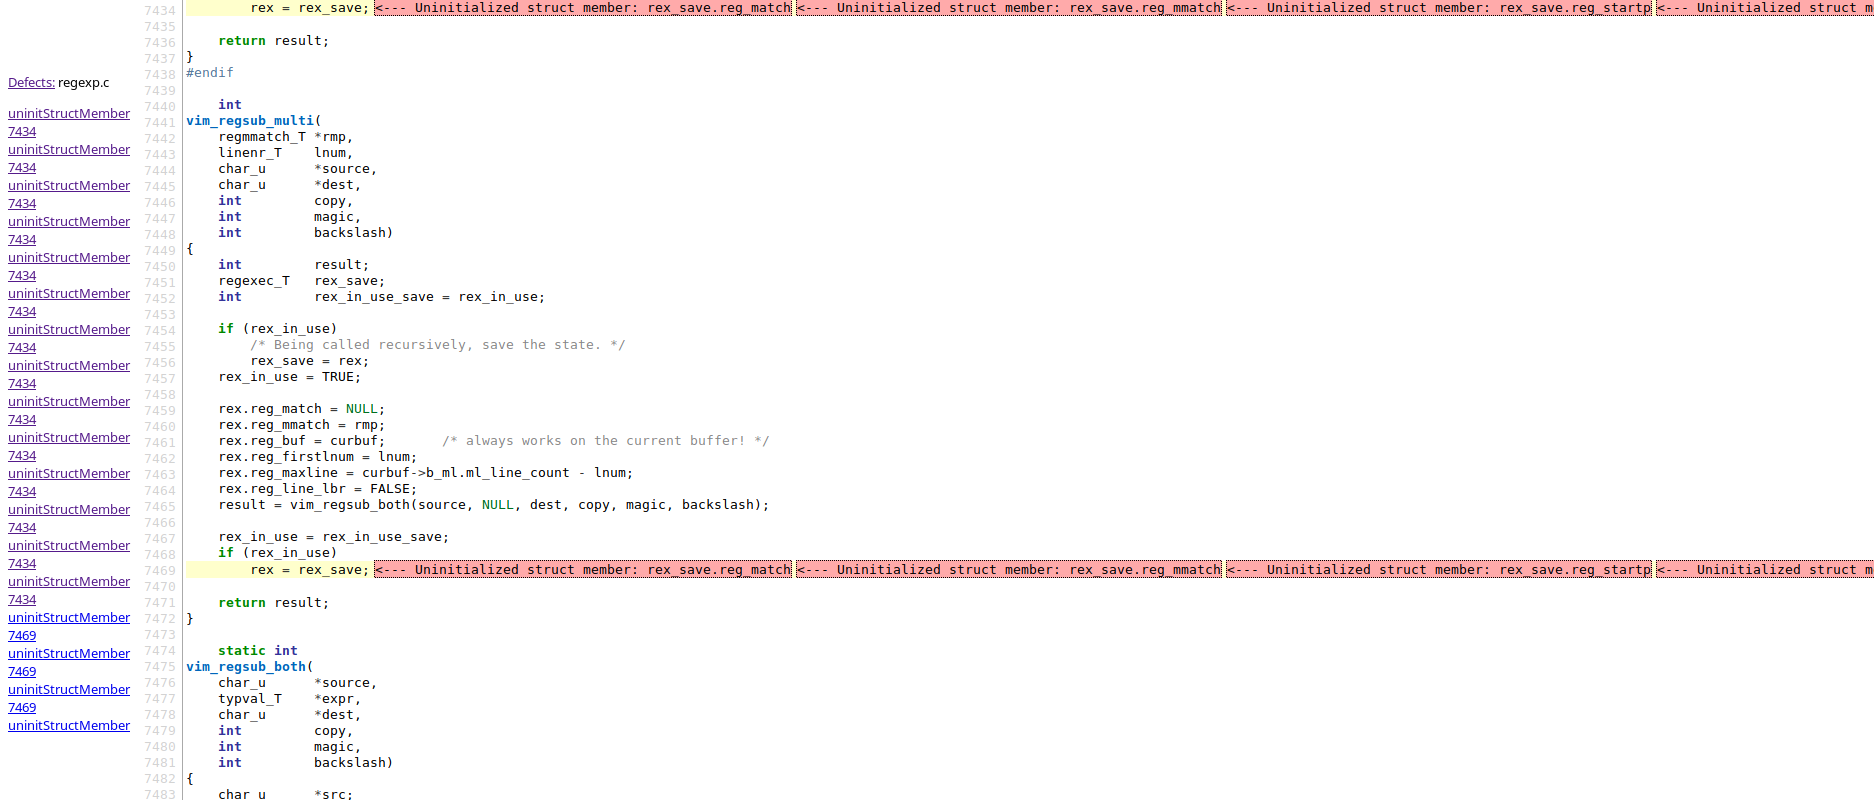 Defects: regexp.c
uninitStructMember
7434
uninitStructMember
7434
uninitStructMember
7434
uninitStructMember
7434
uninitStructMember
7434
uninitStructMember
7434
uninitStructMember
7434
uninitStructMember
7434
uninitStructMember
7434
uninitStructMember
7434
uninitStructMember
7434
uninitStructMember
7434
uninitStructMember
7434
uninitStructMember
7434
uninitStructMember
7469
uninitStructMember
7469
uninitStructMember
7469
uninitStructMember
7434         rex = rex_save; <--- Uninitialized struct member: rex_save.reg_match <--- Uninitialized struct member: rex_save.reg_mmatch <--- Uninitialized struct member: rex_save.reg_startp <--- Uninitialized struct m
7435
7436     return result;
7437 }
7438 #endif
7439
7440     int
7441 vim_regsub_multi(
7442     regmmatch_T *rmp,
7443     linenr_T    lnum,
7444     char_u      *source,
7445     char_u      *dest,
7446     int         copy,
7447     int         magic,
7448     int         backslash)
7449 {
7450     int         result;
7451     regexec_T   rex_save;
7452     int         rex_in_use_save = rex_in_use;
7453
7454     if (rex_in_use)
7455         /* Being called recursively, save the state. */
7456         rex_save = rex;
7457     rex_in_use = TRUE;
7458
7459     rex.reg_match = NULL;
7460     rex.reg_mmatch = rmp;
7461     rex.reg_buf = curbuf;       /* always works on the current buffer! */
7462     rex.reg_firstlnum = lnum;
7463     rex.reg_maxline = curbuf->b_ml.ml_line_count - lnum;
7464     rex.reg_line_lbr = FALSE;
7465     result = vim_regsub_both(source, NULL, dest, copy, magic, backslash);
7466
7467     rex_in_use = rex_in_use_save;
7468     if (rex_in_use)
7469         rex = rex_save; <--- Uninitialized struct member: rex_save.reg_match <--- Uninitialized struct member: rex_save.reg_mmatch <--- Uninitialized struct member: rex_save.reg_startp <--- Uninitialized struct m
7470
7471     return result;
7472 }
7473
7474     static int
7475 vim_regsub_both(
7476     char_u      *source,
7477     typval_T    *expr,
7478     char_u      *dest,
7479     int         copy,
7480     int         magic,
7481     int         backslash)
7482 {
7483     char_u      *src;